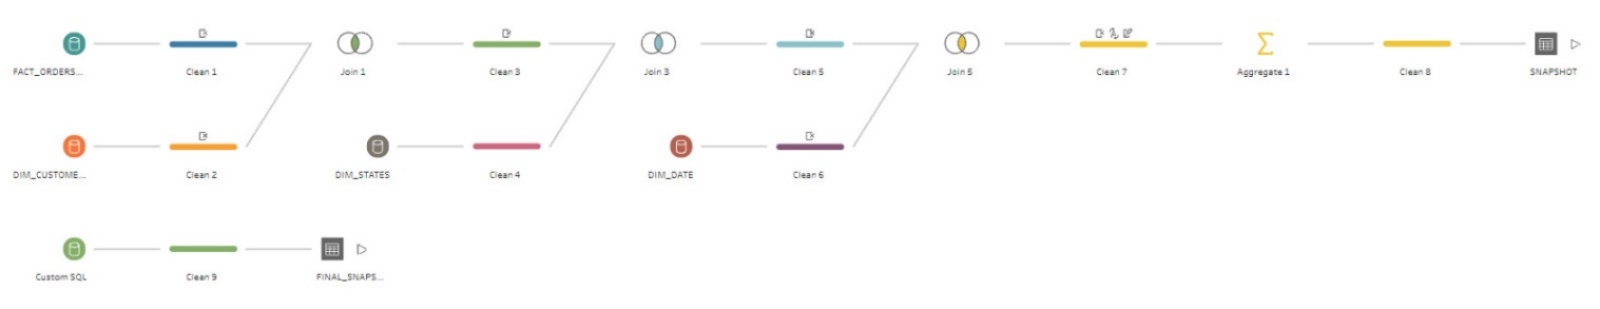 FACT_ORDERS...
Clean 1
Join 1
Clean 3
Join 3
Clean 5
Join 5
Clean 7
Aggregate 1
Clean 8
SNAPSHOT
DIM_CUSTOME...
Clean 2
DIM_STATES
Clean 4
DIM_DATE
Clean 6
Custom SQL
Clean 9
FINAL_SNAPS...